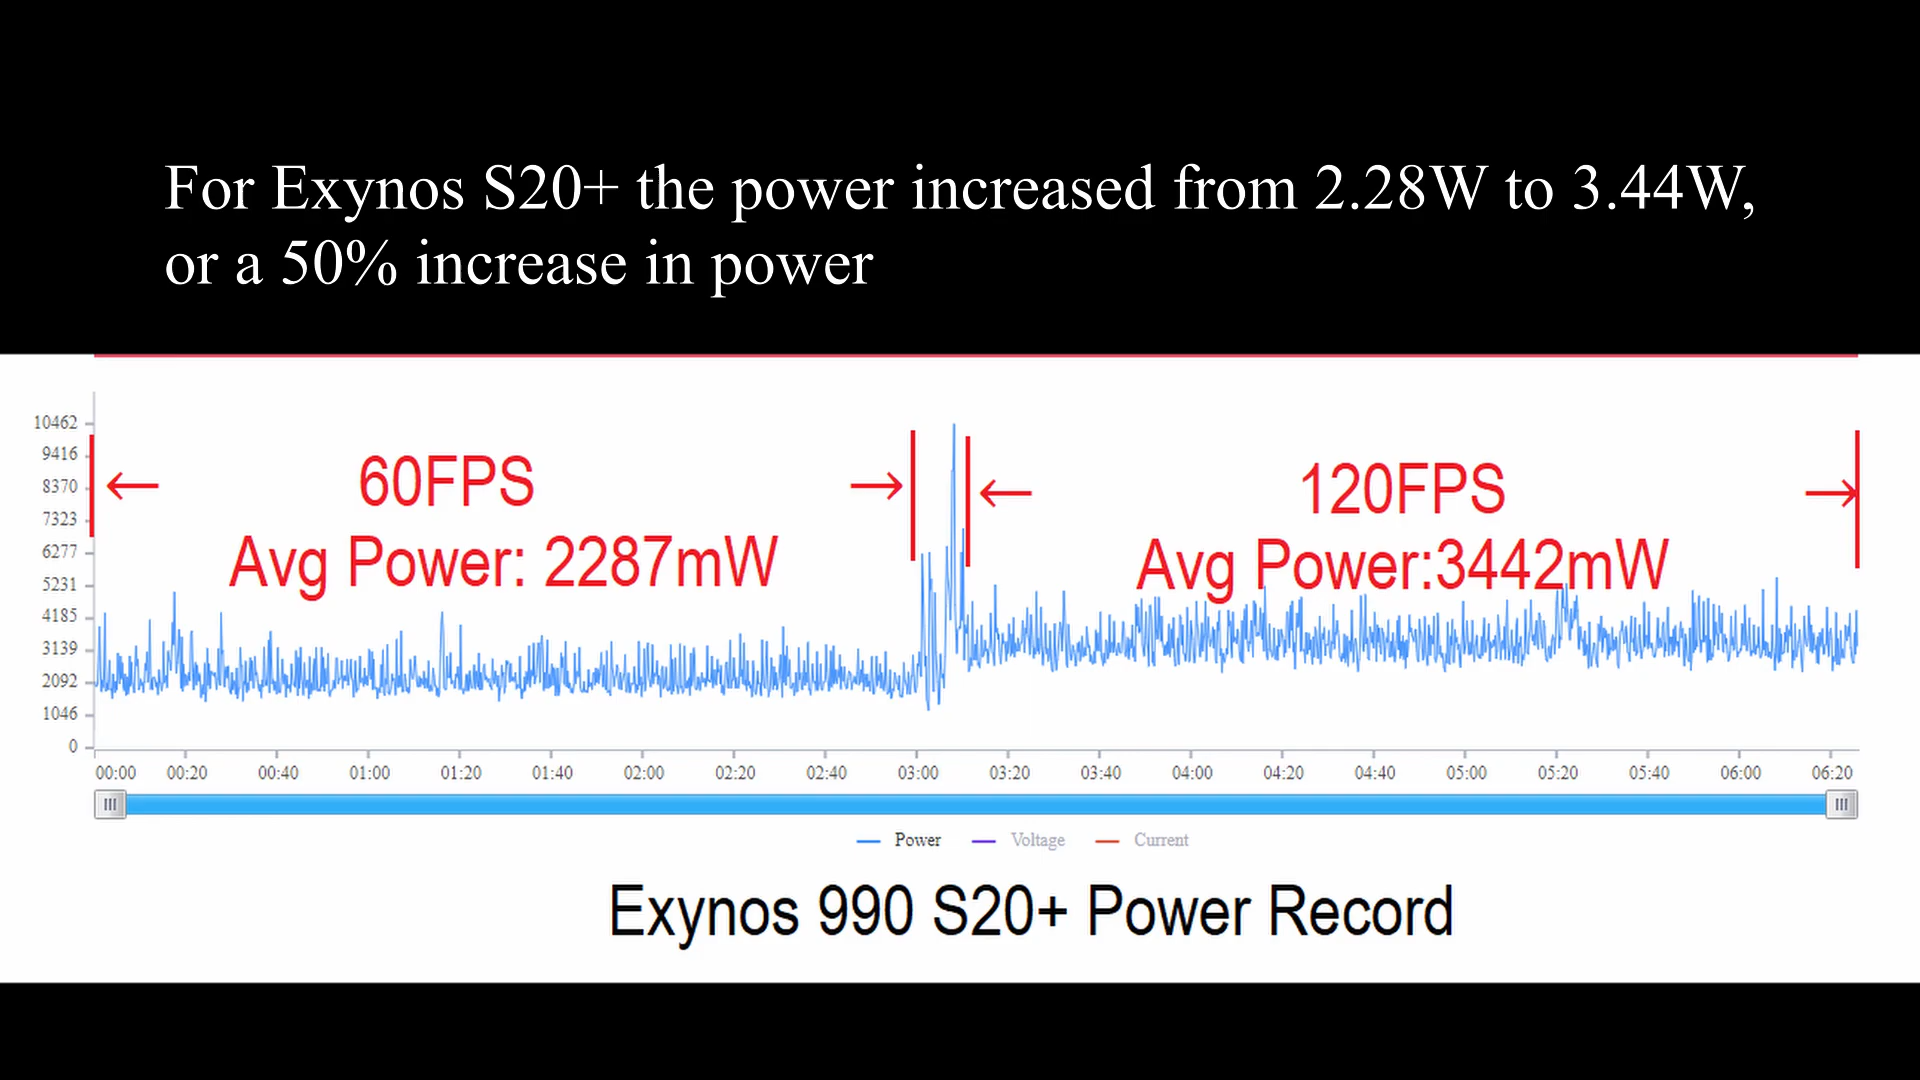 For Exynos S20+ the power increased from 2.28W to 3.44W,
or a 50% increase in power
10462
9416
8370
7323
6277
5231
4185
3139
2092
1046
0
60FPS
Avg Power: 2287mW
120FPS
Avg Power:3442mW
00:00 00:20 00:40 01:00 01:20 01:40 02:00 02:20 02:40 03:00 03:20 03:40 04:00 04:20 04:40 05:00 05:20 05:40 06:00 06:20
Power Voltage Current
Exynos 990 S20+ Power Record